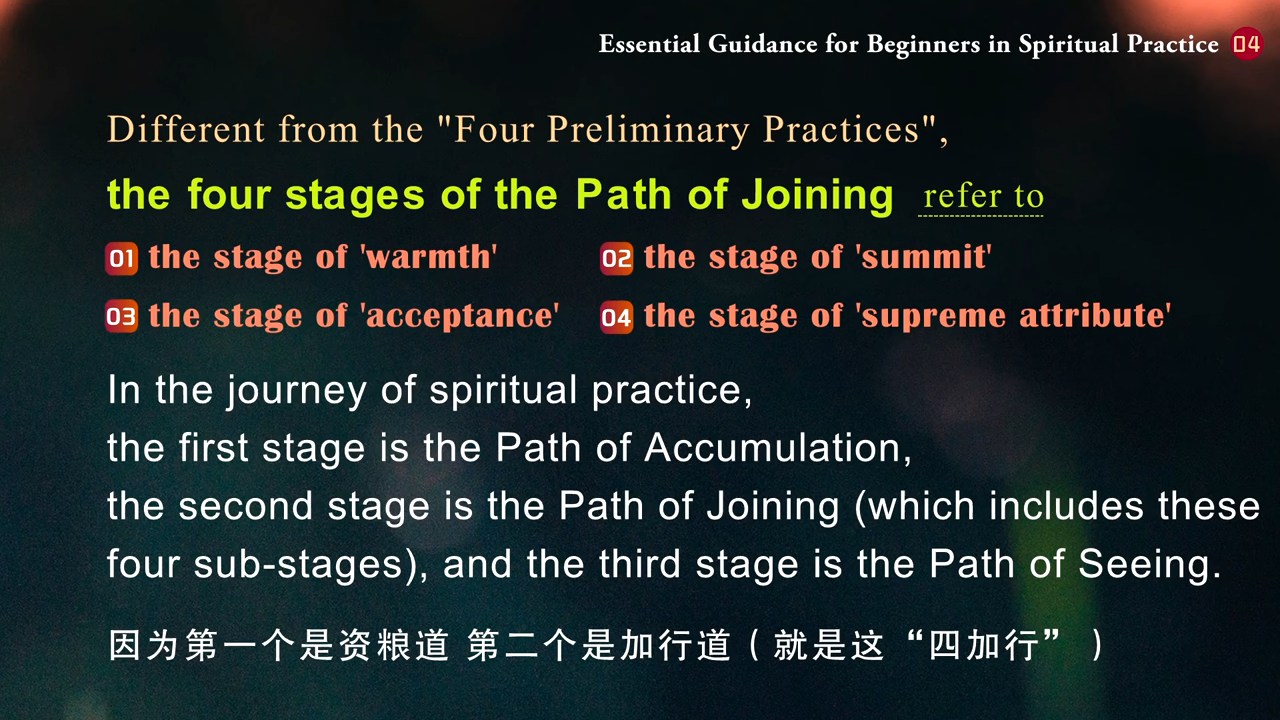 Essential Guidance for Beginners in Spiritual Practice 04
Different from the "Four Preliminary Practices",
the four stages of the Path of Joining refer to
01 the stage of 'warmth' 02 the stage of 'summit'
03 the stage of 'acceptance' 04 the stage of 'supreme attribute'
In the journey of spiritual practice,
the first stage is the Path of Accumulation,
the second stage is the Path of Joining (which includes these
four sub-stages), and the third stage is the Path of Seeing.
因为第一个是资粮道 第二个是加行道（就是这“四加行”）